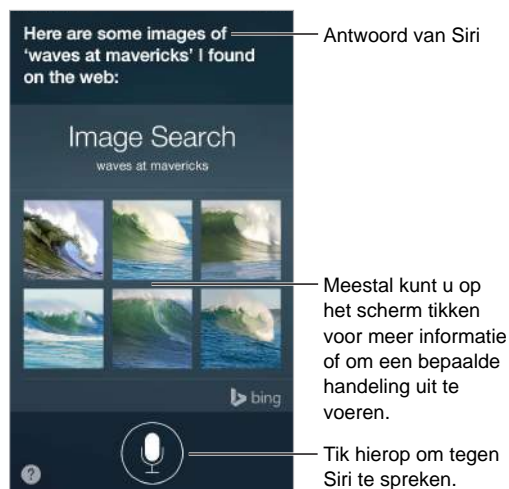 Here are some images of
‘waves at mavericks’ I found
on the web:
Image Search
waves at mavericks
bing
?
Antwoord van Siri
Meestal kunt u op
het scherm tikken
voor meer informatie
of om een bepaalde
handeling uit te
voeren.
Tik hierop om tegen
Siri te spreken.